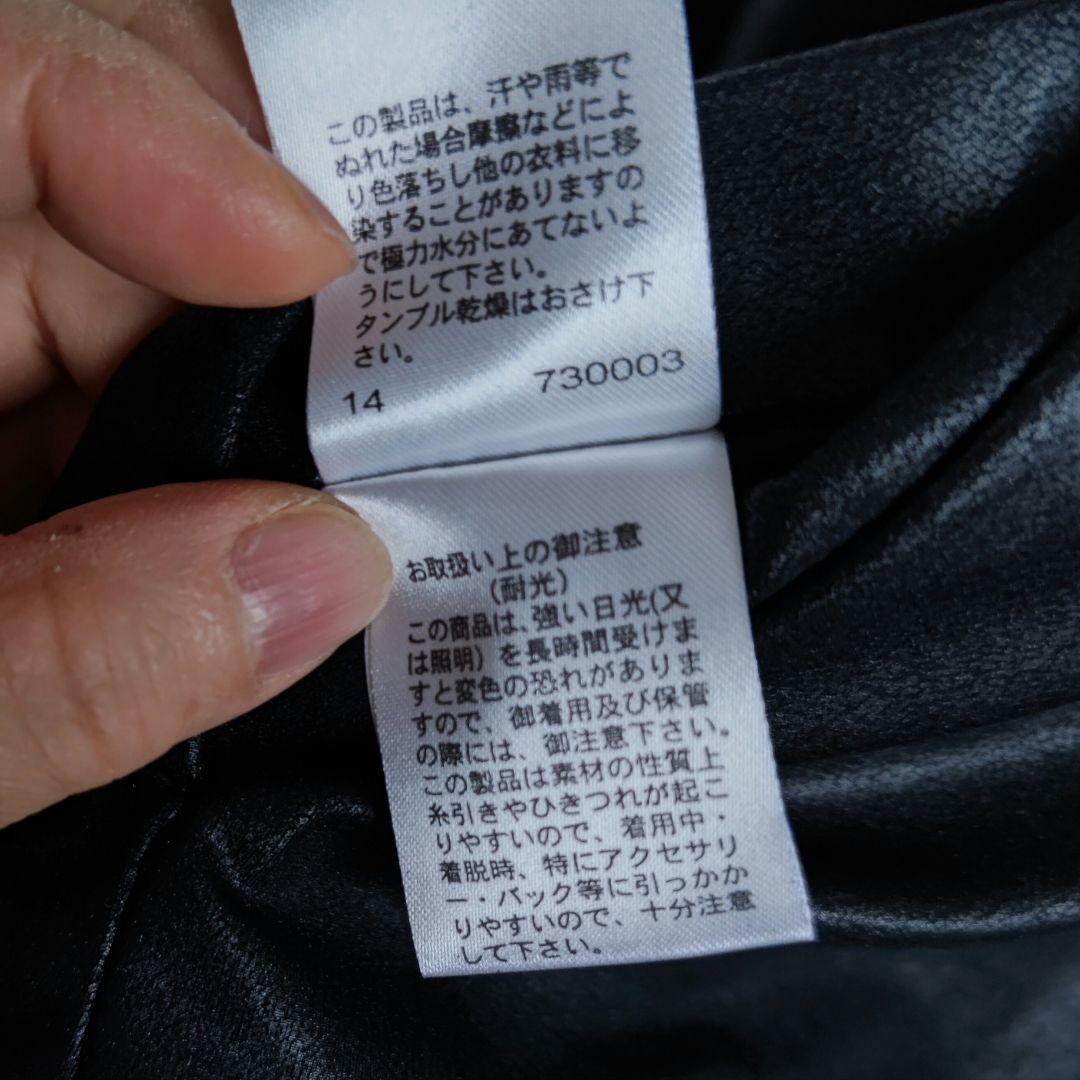 この製品は、汗や雨等で
ぬれた場合摩擦などによ
り色落ちし他の衣料に移
染することがありますの
で極力水分にあてないよ
うにして下さい。
タンブル乾燥はおさけ下
さい。
14 730003
お取扱い上の御注意
(耐光)
この商品は、強い日光(又
は照明)を長時間受けま
すと変色の恐れがありま
すので、御着用及び保管
の際には、御注意下さい。
この製品は素材の性質上
糸引きやひきつれが起こ
りやすいので、着用中・
着脱時、特にアクセサリ
ー・バック等に引っかか
りやすいので、十分注意
して下さい。